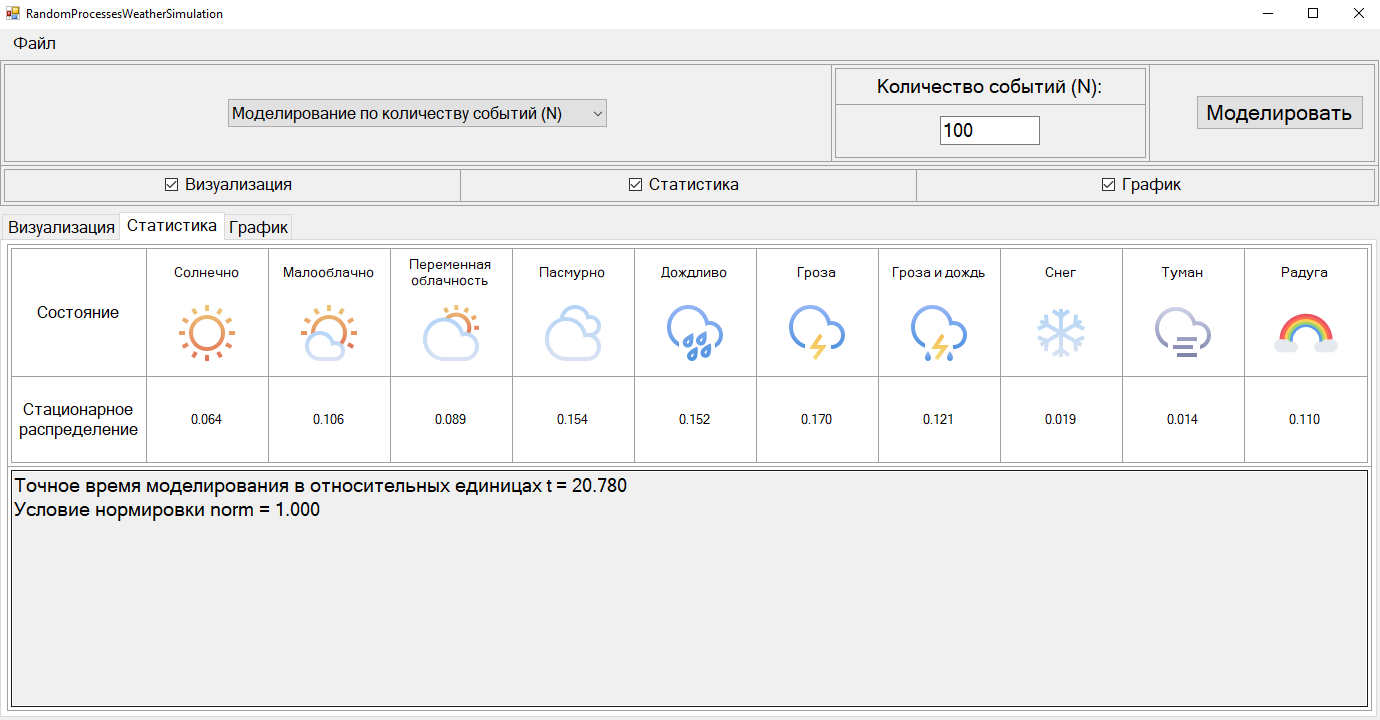 RandomProcessesWeatherSimulation
Файл
Моделирование по количеству событий (N)
Количество событий (N):
100
Моделировать
Визуализация
Статистика
График
Визуализация
Статистика
График
Состояние
Солнечно
Малооблачно
Переменная
облачность
Пасмурно
Дождливо
Гроза
Гроза и дождь
Снег
Туман
Радуга
Стационарное
распределение
0.064
0.106
0.089
0.154
0.152
0.170
0.121
0.019
0.014
0.110
Точное время моделирования в относительных единицах t = 20.780
Условие нормировки norm = 1.000